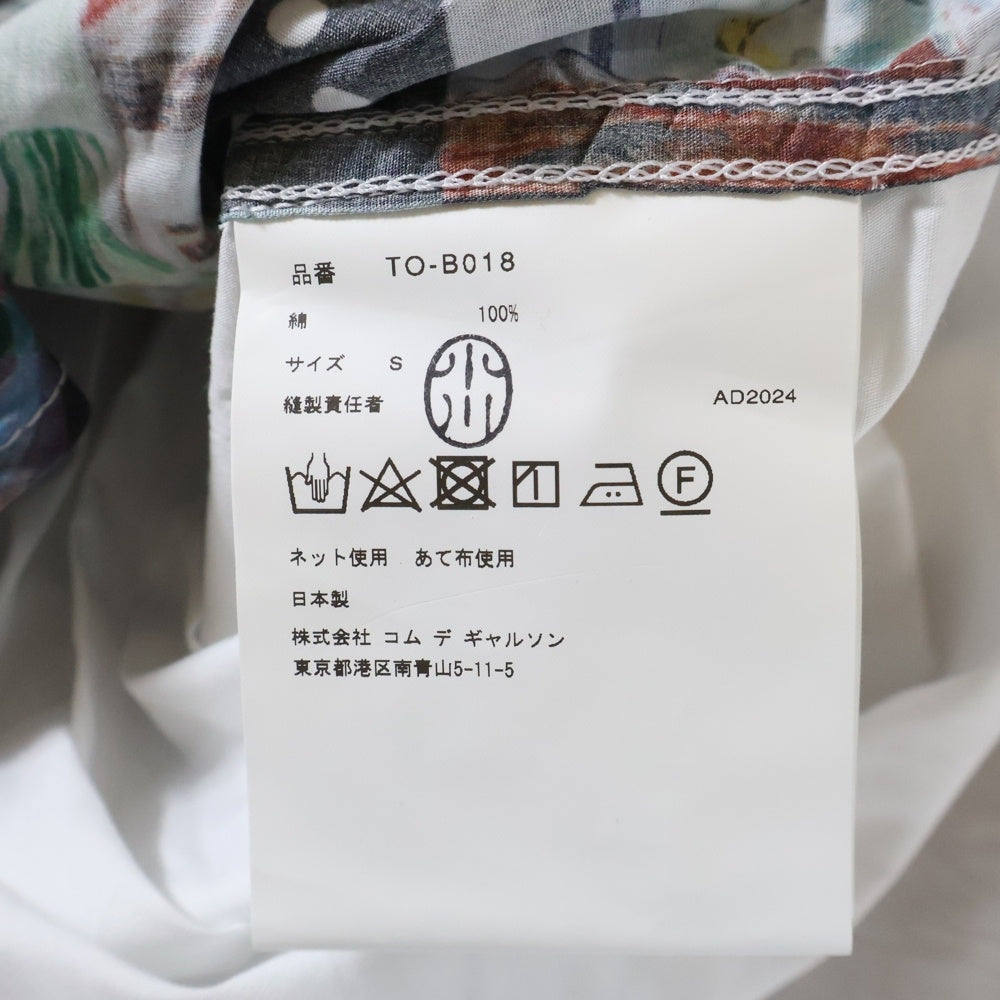 品番 TO-B018
綿 100%
サイズ S
縫製責任者
AD2024
F
ネット使用 あて布使用
日本製
株式会社 コム デ ギャルソン
東京都港区南青山5-11-5